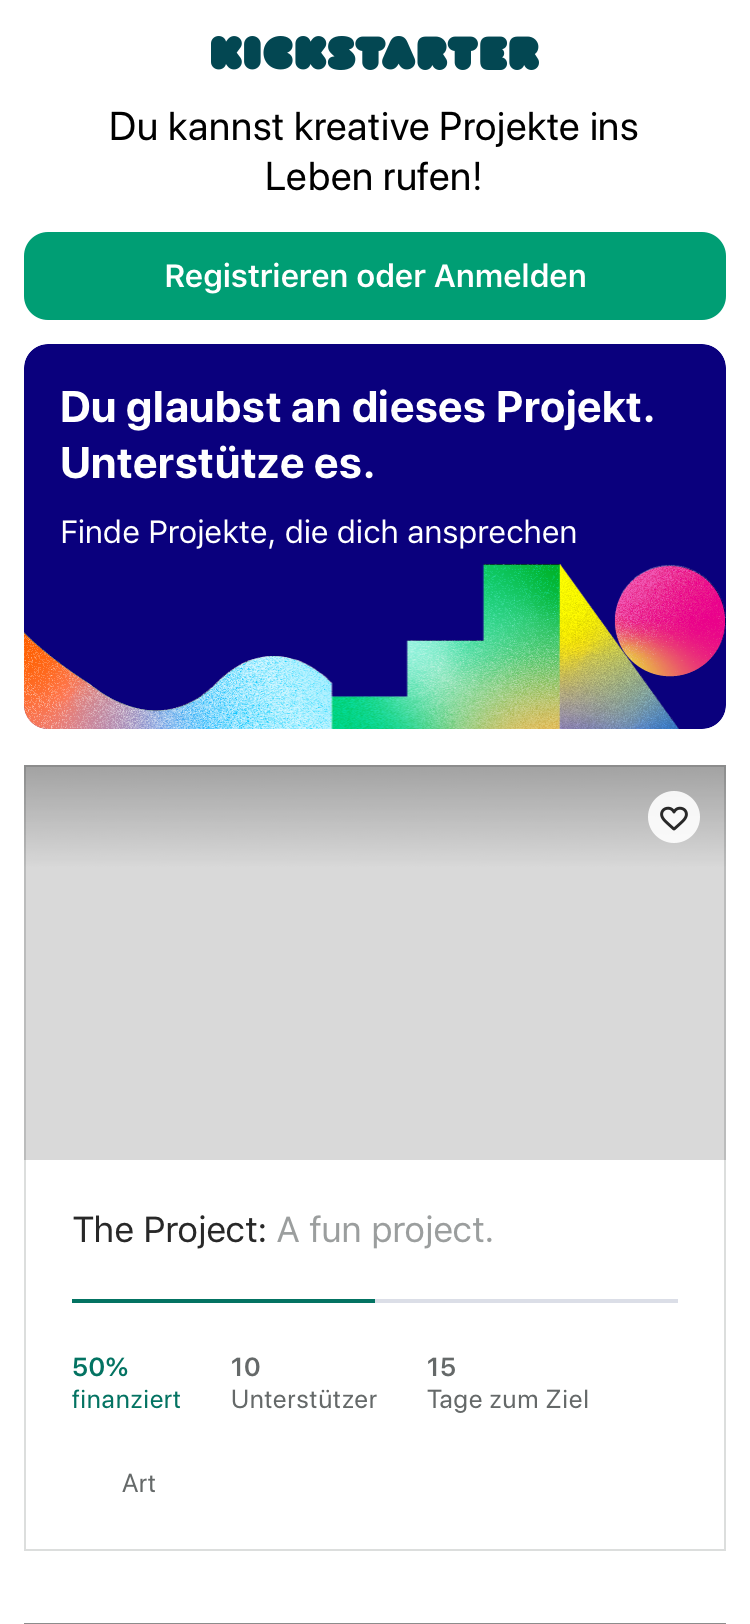 KICKSTARTER
Du kannst kreative Projekte ins
Leben rufen!
Registrieren oder Anmelden
Du glaubst an dieses Projekt.
Unterstütze es.
Finde Projekte, die dich ansprechen
The Project: A fun project.
50% 10 15
finanziert Unterstützer Tage zum Ziel
Art